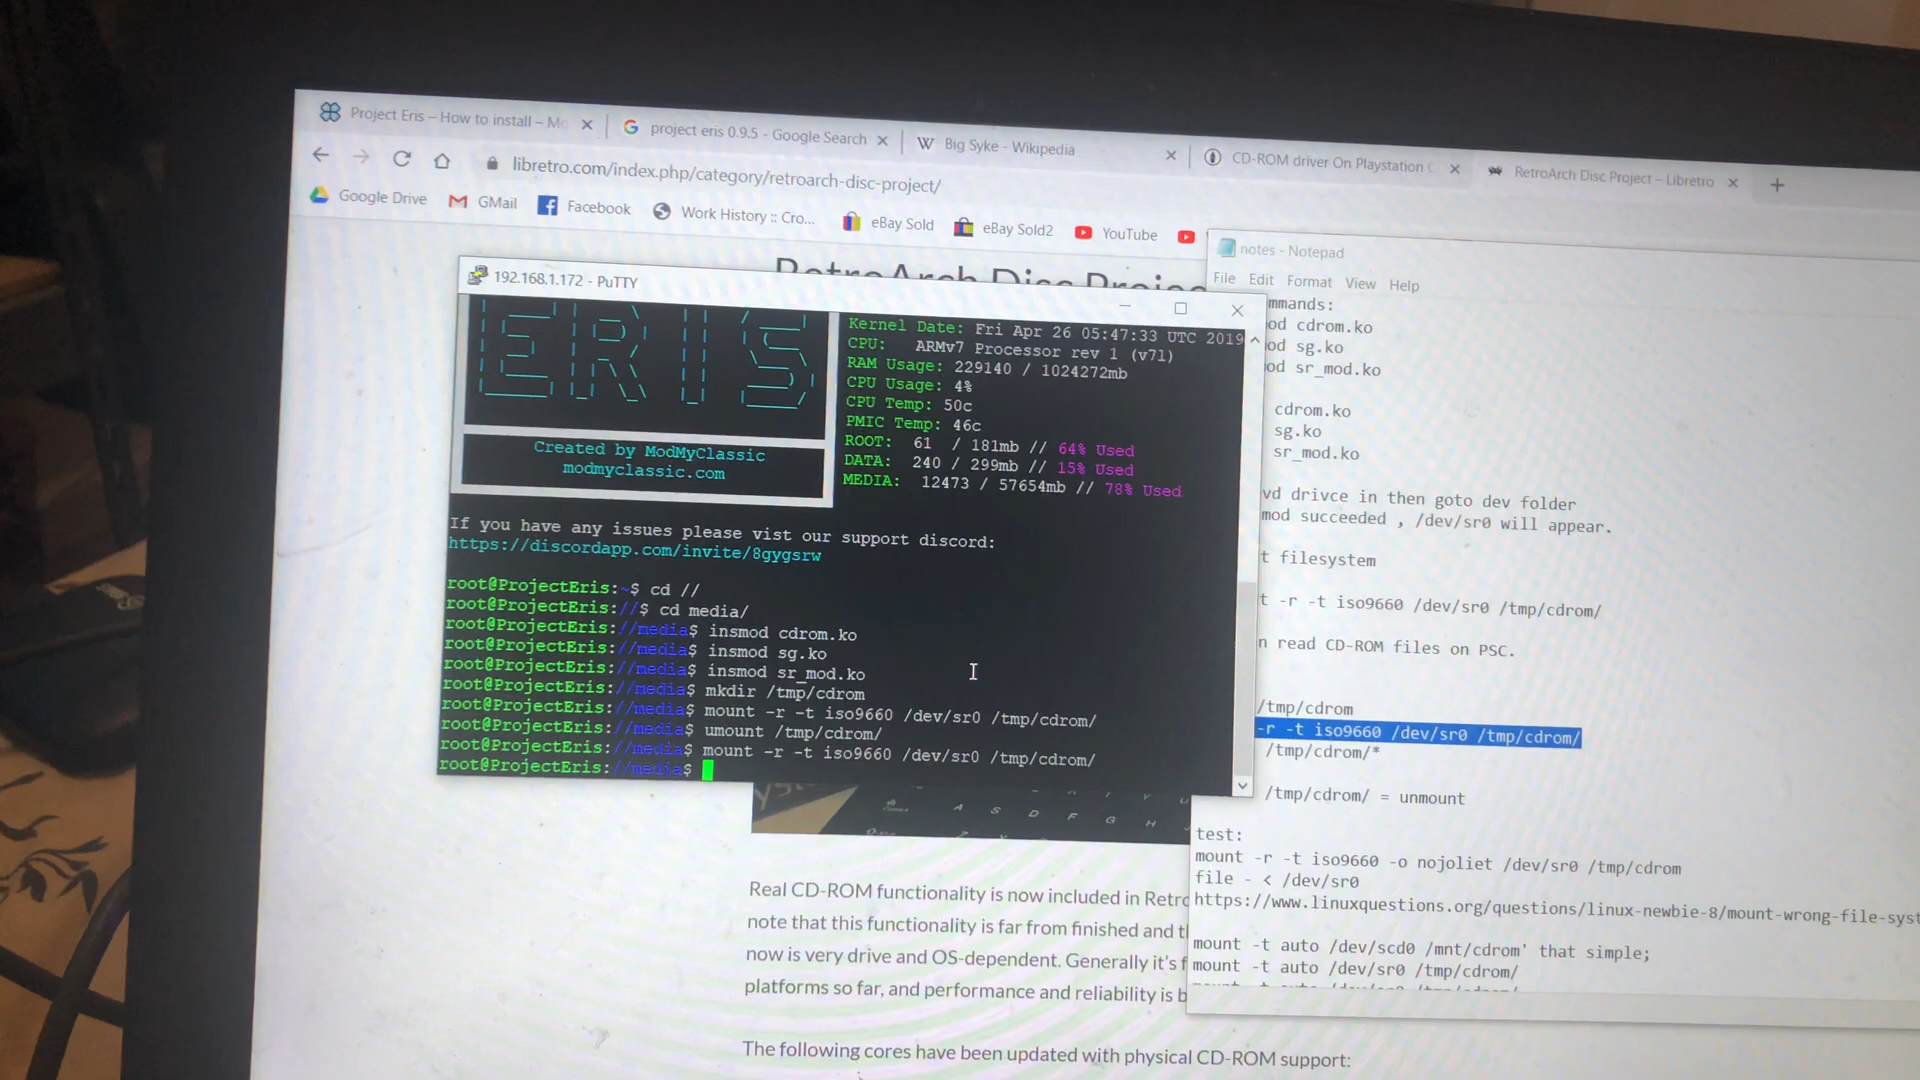 Project Eris – How to install – Mo
project eris 0.9.5 - Google Search
Big Syke - Wikipedia
CD-ROM driver On Playstation C
RetroArch Disc Project – Libretro
libretro.com/index.php/category/retroarch-disc-project/
Google Drive
GMail
Facebook
Work History :: Cro...
eBay Sold
eBay Sold2
YouTube
RetroArch Disc Projec
192.168.1.172 - PuTTY
ERIS
Created by ModMyClassic
modmyclassic.com
Kernel Date: Fri Apr 26 05:47:33 UTC 2019
CPU: ARMv7 Processor rev 1 (v7l)
RAM Usage: 229140 / 1024272mb
CPU Usage: 4%
CPU Temp: 50c
PMIC Temp: 46c
ROOT: 61 / 181mb // 64% Used
DATA: 240 / 299mb // 15% Used
MEDIA: 12473 / 57654mb // 78% Used
If you have any issues please vist our support discord:
https://discordapp.com/invite/8gygsrw
root@ProjectEris:~$ cd //
root@ProjectEris://$ cd media/
root@ProjectEris://media$ insmod cdrom.ko
root@ProjectEris://media$ insmod sg.ko
root@ProjectEris://media$ insmod sr_mod.ko
root@ProjectEris://media$ mkdir /tmp/cdrom
root@ProjectEris://media$ mount -r -t iso9660 /dev/sr0 /tmp/cdrom/
root@ProjectEris://media$ umount /tmp/cdrom/
root@ProjectEris://media$ mount -r -t iso9660 /dev/sr0 /tmp/cdrom/
root@ProjectEris://media$
notes - Notepad
File Edit Format View Help
mmands:
od cdrom.ko
od sg.ko
od sr_mod.ko
cdrom.ko
sg.ko
sr_mod.ko
vd drivce in then goto dev folder
mod succeeded , /dev/sr0 will appear.
t filesystem
t -r -t iso9660 /dev/sr0 /tmp/cdrom/
n read CD-ROM files on PSC.
/tmp/cdrom
-r -t iso9660 /dev/sr0 /tmp/cdrom/
/tmp/cdrom/*
/tmp/cdrom/ = unmount
test:
mount -r -t iso9660 -o nojoliet /dev/sr0 /tmp/cdrom
file - < /dev/sr0
https://www.linuxquestions.org/questions/linux-newbie-8/mount-wrong-file-syst
mount -t auto /dev/scd0 /mnt/cdrom' that simple;
mount -t auto /dev/sr0 /tmp/cdrom/
A S D F G H
Real CD-ROM functionality is now included in Retro
note that this functionality is far from finished and th
now is very drive and OS-dependent. Generally it's f
platforms so far, and performance and reliability is b
The following cores have been updated with physical CD-ROM support: